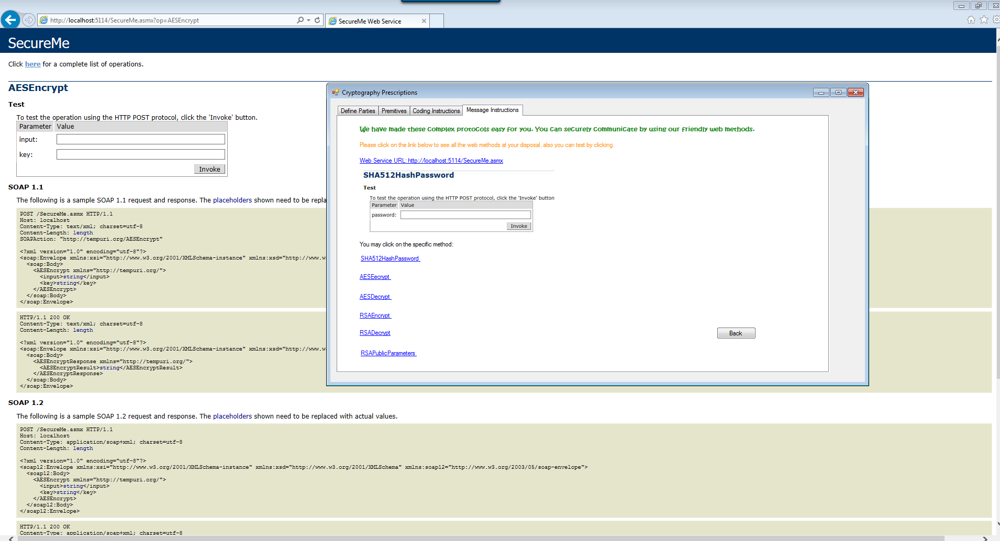 http://localhost:5114/SecureMe.asmx?op=AESEncrypt
SecureMe Web Service
SecureMe
Click here for a complete list of operations.
AESEncrypt
Test
To test the operation using the HTTP POST protocol, click the 'Invoke' button.
Parameter Value
input:
key:
Invoke
SOAP 1.1
The following is a sample SOAP 1.1 request and response. The placeholders shown need to be repla
POST /SecureMe.asmx HTTP/1.1
Host: localhost
Content-Type: text/xml; charset=utf-8
Content-Length: length
SOAPAction: "http://tempuri.org/AESEncrypt"
<?xml version="1.0" encoding="utf-8"?>
<soap:Envelope xmlns:xsi="http://www.w3.org/2001/XMLSchema-instance" xmlns:xsd="http://www.w
<soap:Body>
<AESEncrypt xmlns="http://tempuri.org/">
<input>string</input>
<key>string</key>
</AESEncrypt>
</soap:Body>
</soap:Envelope>
HTTP/1.1 200 OK
Content-Type: text/xml; charset=utf-8
Content-Length: length
<?xml version="1.0" encoding="utf-8"?>
<soap:Envelope xmlns:xsi="http://www.w3.org/2001/XMLSchema-instance" xmlns:xsd="http://www.w
<soap:Body>
<AESEncryptResponse xmlns="http://tempuri.org/">
<AESEncryptResult>string</AESEncryptResult>
</AESEncryptResponse>
</soap:Body>
</soap:Envelope>
SOAP 1.2
The following is a sample SOAP 1.2 request and response. The placeholders shown need to be replaced with actual values.
POST /SecureMe.asmx HTTP/1.1
Host: localhost
Content-Type: application/soap+xml; charset=utf-8
Content-Length: length
<?xml version="1.0" encoding="utf-8"?>
<soap12:Envelope xmlns:xsi="http://www.w3.org/2001/XMLSchema-instance" xmlns:xsd="http://www.w3.org/2001/XMLSchema" xmlns:soap12="http://www.w3.org/2003/05/soap-envelope">
<soap12:Body>
<AESEncrypt xmlns="http://tempuri.org/">
<input>string</input>
<key>string</key>
</AESEncrypt>
</soap12:Body>
</soap12:Envelope>
HTTP/1.1 200 OK
Content-Type: application/soap+xml; charset=utf-8
Cryptography Prescriptions
Define Parties Premitives Coding Instructions Message Instructions
We have made these complex protocols easy for you. You can securely communicate by using our friendly web methods.
Please click on the link below to see all the web methods at your disposal, also you can test by clicking.
Web Service URL: http://localhost:5114/SecureMe.asmx
SHA512HashPassword
Test
To test the operation using the HTTP POST protocol, click the 'Invoke' button
Parameter Value
password:
Invoke
You may click on the specific method:
SHA512HashPassword
AESEecrypt
AESDecrypt
RSAEncrypt
RSADecrypt
Back
RSAPublicParameters